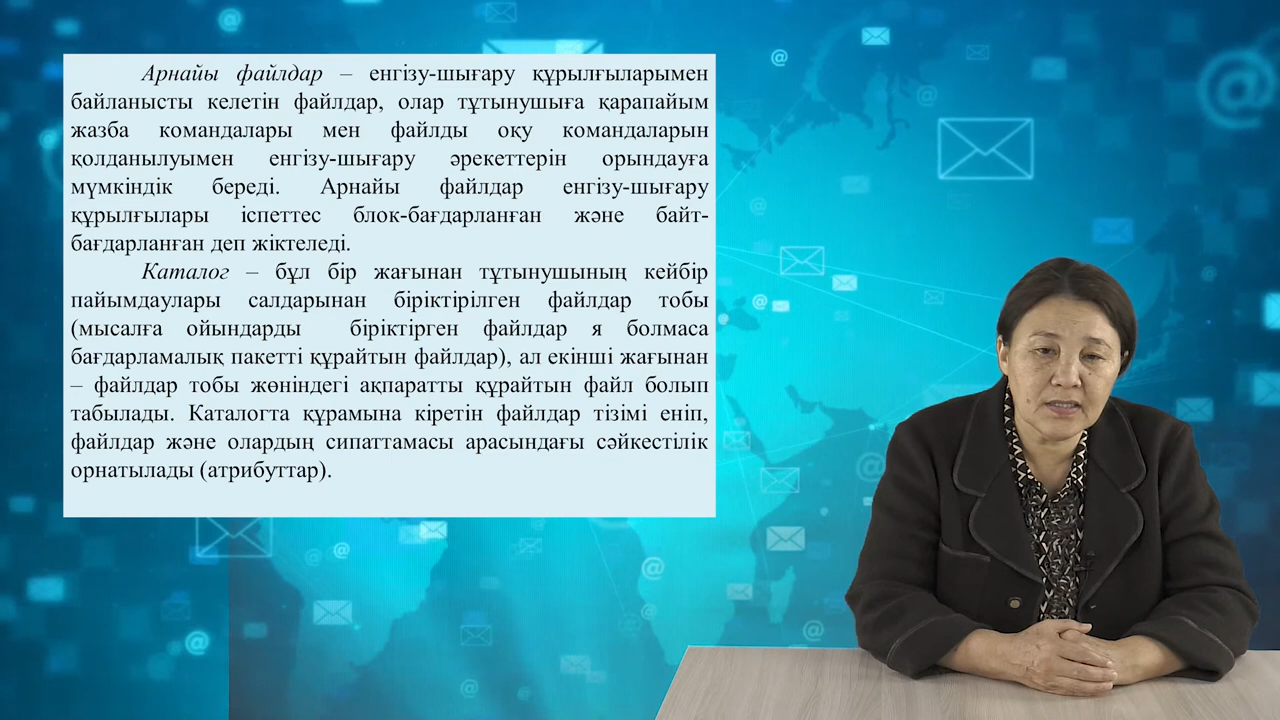 Арнайы файлдар – енгізу-шығару құрылғыларымен
байланысты келетін файлдар, олар тұтынушыға қарапайым
жазба командалары мен файлды оқу командаларын
қолданылуымен енгізу-шығару әрекеттерін орындауға
мүмкіндік береді. Арнайы файлдар енгізу-шығару
құрылғылары іспеттес блок-бағдарланған және байт-
бағдарланған деп жіктеледі.
Каталог – бұл бір жағынан тұтынушының кейбір
пайымдаулары салдарынан біріктірілген файлдар тобы
(мысалға ойындарды біріктірген файлдар я болмаса
бағдарламалық пакетті құрайтын файлдар), ал екінші жағынан
– файлдар тобы жөніндегі ақпаратты құрайтын файл болып
табылады. Каталогта құрамына кіретін файлдар тізімі еніп,
файлдар және олардың сипаттамасы арасындағы сәйкестілік
орнатылады (атрибуттар).